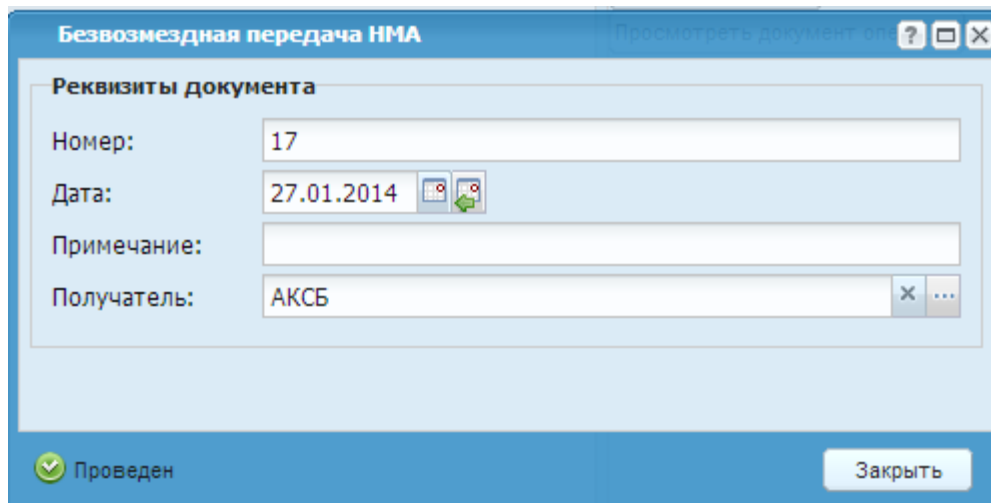 Безвозмездная передача НМА
Просмотреть документ опе
Реквизиты документа
Номер: 17
Дата: 27.01.2014
Примечание:
Получатель: АКСБ
Проведен
Закрыть